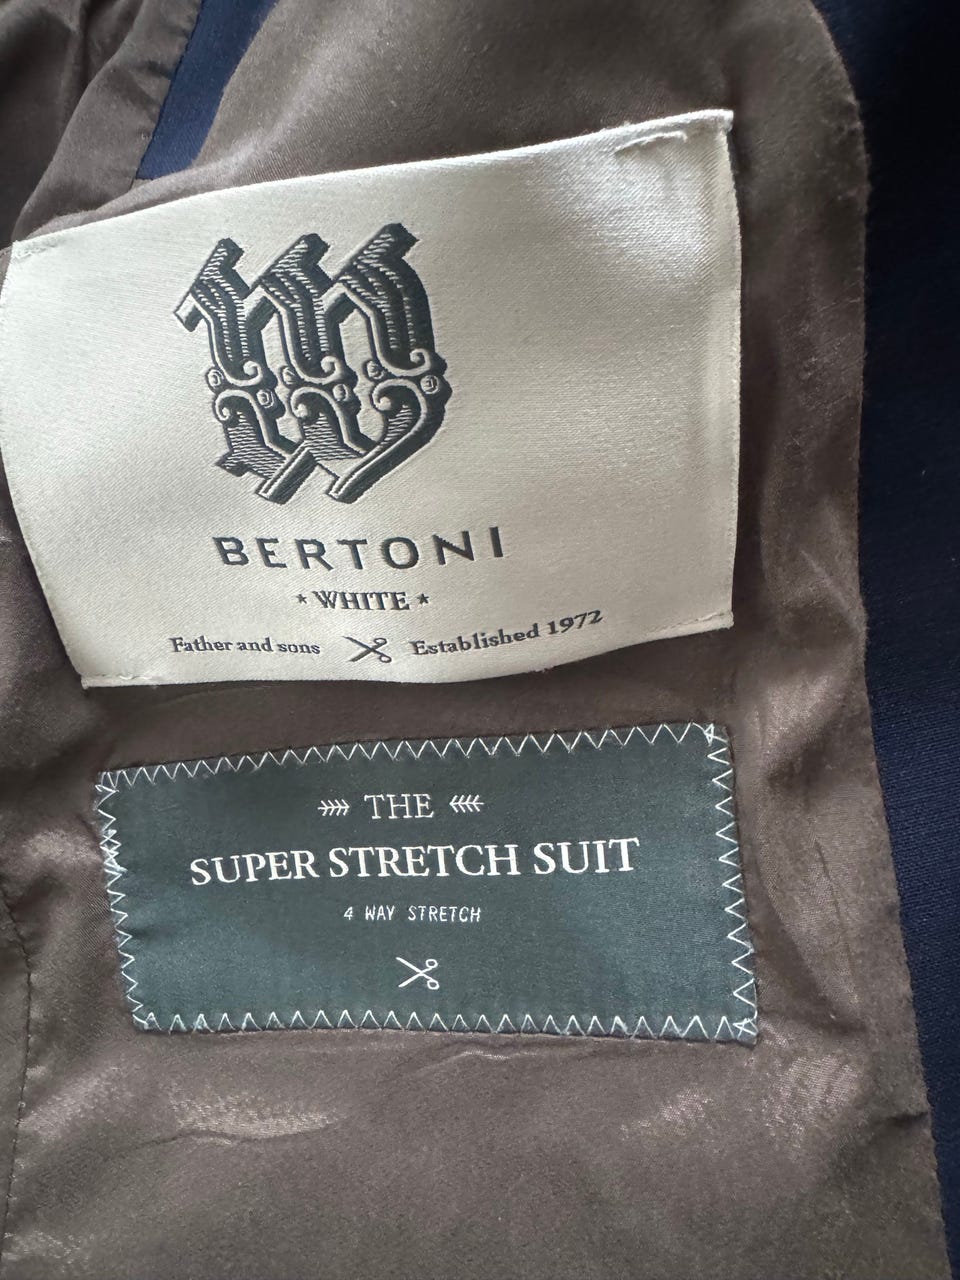 BERTONI
★ WHITE ★
Father and sons Established 1972
THE
SUPER STRETCH SUIT
4 WAY STRETCH